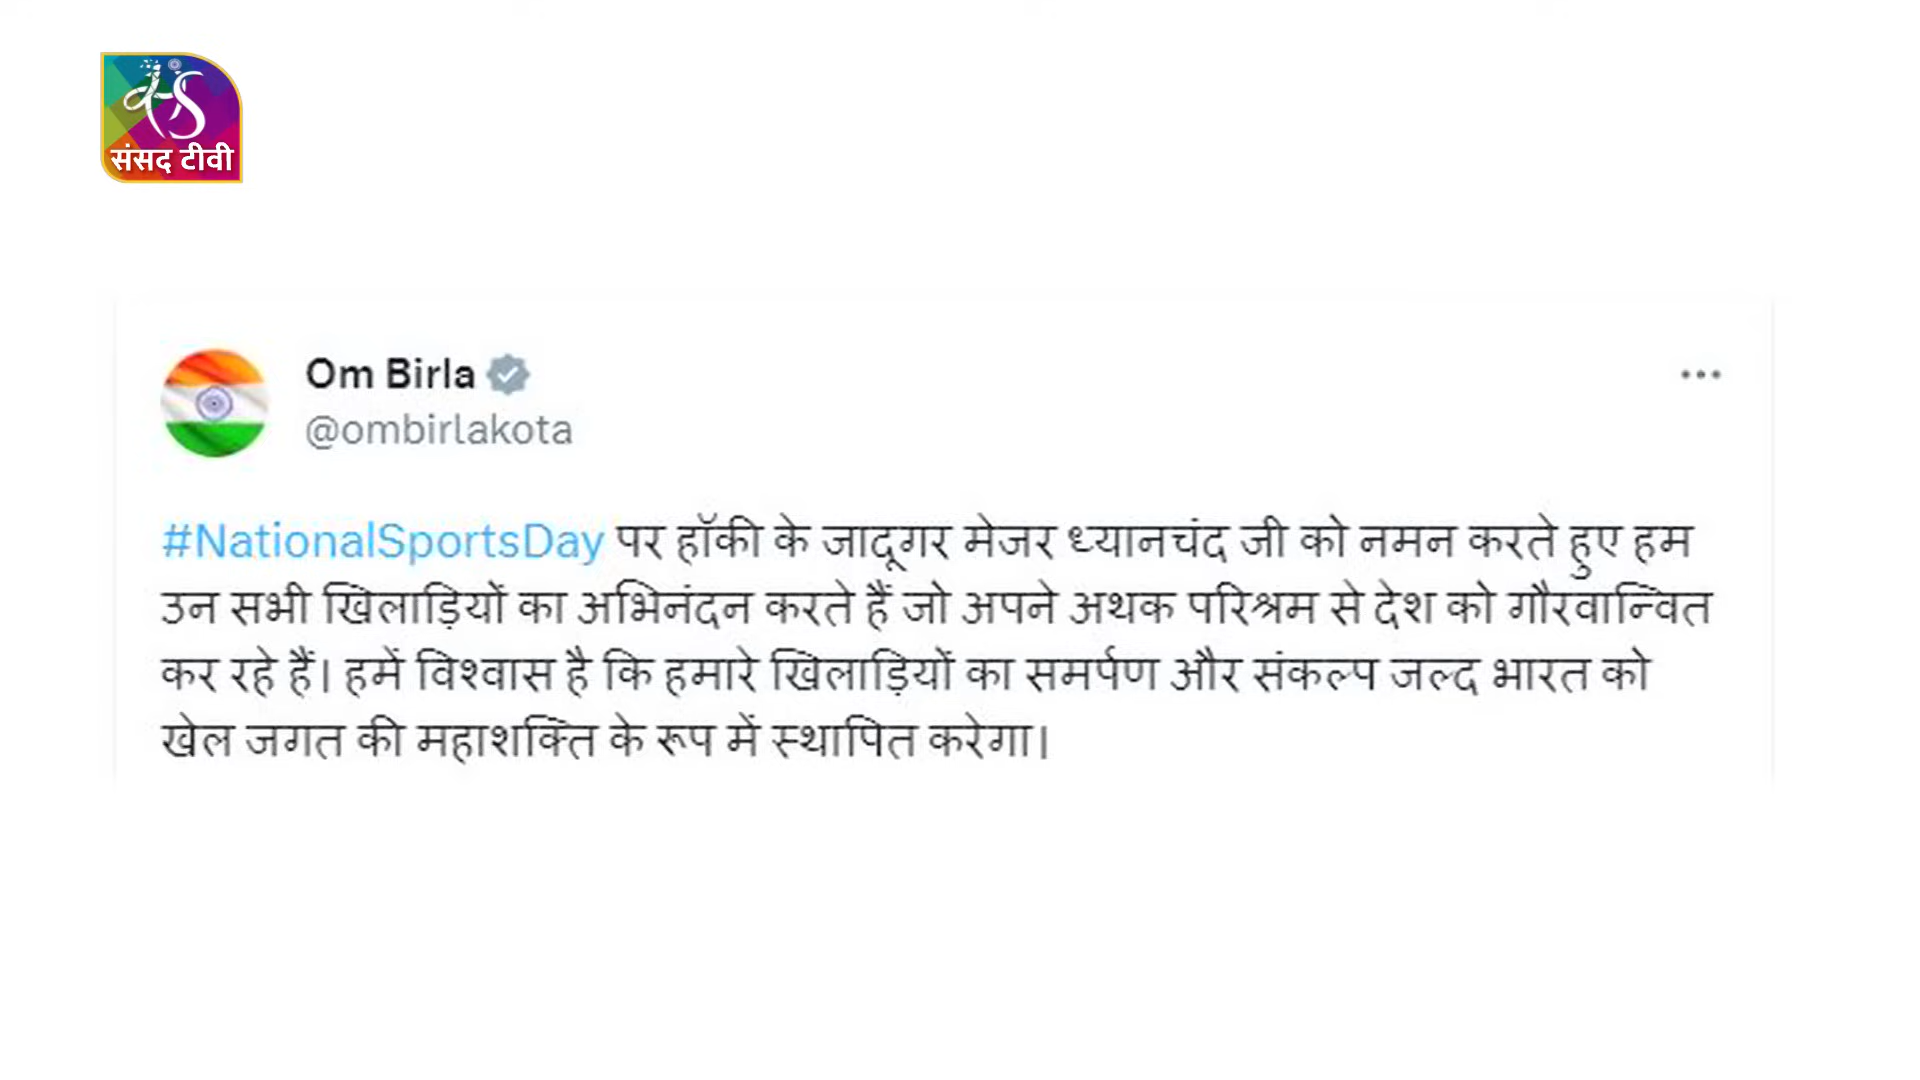 संसद टीवी
Om Birla
@ombirlakota
#NationalSportsDay पर हॉकी के जादूगर मेजर ध्यानचंद जी को नमन करते हुए हम
उन सभी खिलाड़ियों का अभिनंदन करते हैं जो अपने अथक परिश्रम से देश को गौरवान्वित
कर रहे हैं। हमें विश्वास है कि हमारे खिलाड़ियों का समर्पण और संकल्प जल्द भारत को
खेल जगत की महाशक्ति के रूप में स्थापित करेगा।